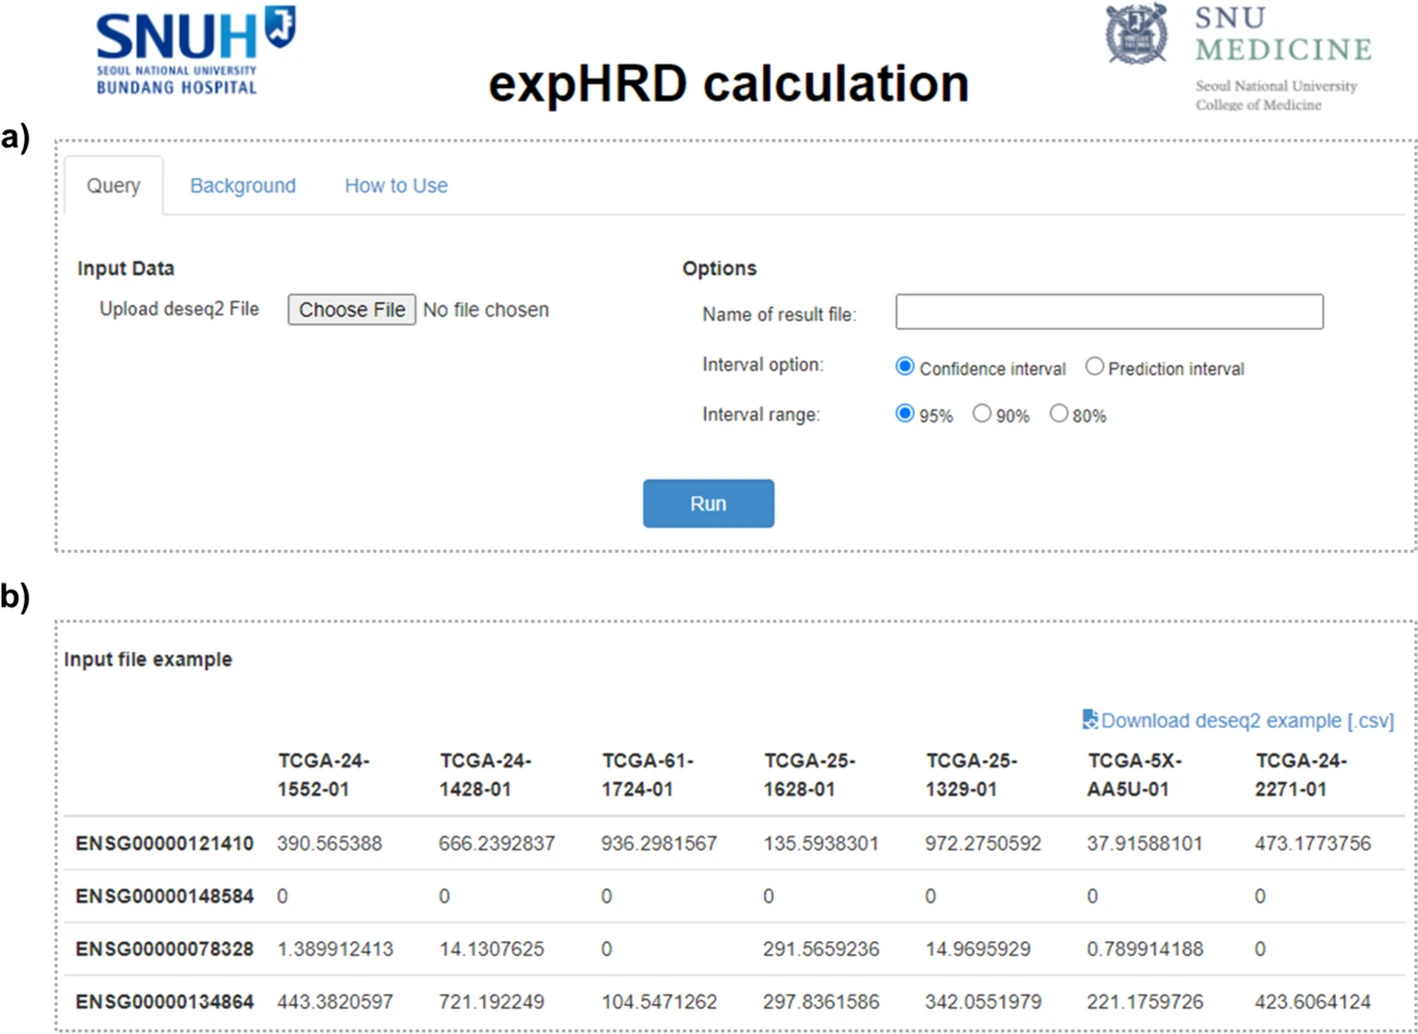 SNUH
SEOUL NATIONAL UNIVERSITY
BUNDANG HOSPITAL
expHRD calculation
SNU
MEDICINE
Seoul National University
College of Medicine
a)
Query Background How to Use
Input Data Options
Upload deseq2 File Choose File No file chosen
Name of result file:
Interval option: Confidence interval Prediction interval
Interval range: 95% 90% 80%
Run
b)
Input file example
Download deseq2 example [.csv]
TCGA-24- TCGA-24- TCGA-61- TCGA-25- TCGA-25- TCGA-5X- TCGA-24-
1552-01 1428-01 1724-01 1628-01 1329-01 AA5U-01 2271-01
ENSG00000121410 390.565388 666.2392837 936.2981567 135.5938301 972.2750592 37.91588101 473.1773756
ENSG00000148584 0 0 0 0 0 0 0
ENSG00000078328 1.389912413 14.1307625 0 291.5659236 14.9695929 0.789914188 0
ENSG00000134864 443.3820597 721.192249 104.5471262 297.8361586 342.0551979 221.1759726 423.6064124